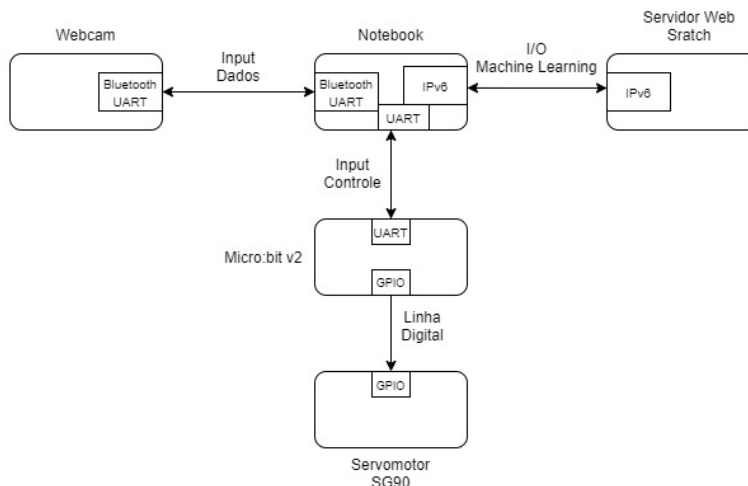 Webcam
Notebook
Servidor Web
Sratch
Bluetooth
UART
Input
Dados
Bluetooth
UART
IPv6
UART
I/O
Machine Learning
IPv6
Input
Controle
Micro:bit v2
UART
GPIO
Linha
Digital
GPIO
Servomotor
SG90